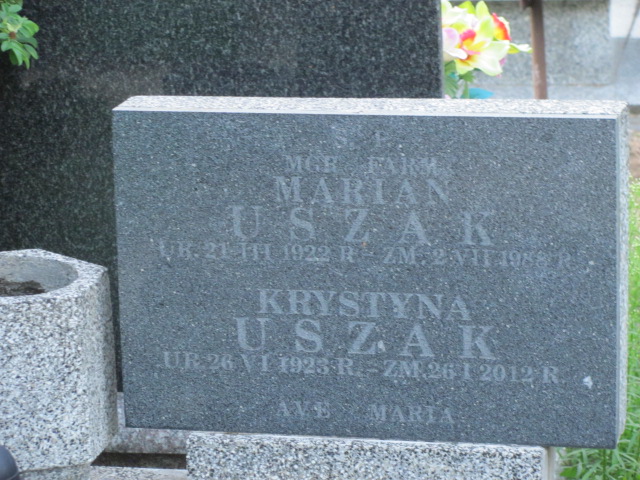 Ś. P.
MGR FARM.
MARIAN
USZAK
UR. 21 III 1922 R. – ZM. 2 VII 1988 R.
KRYSTYNA
USZAK
UR. 26 VI 1923 R. – ZM. 26 I 2012 R.
AVE MARIA